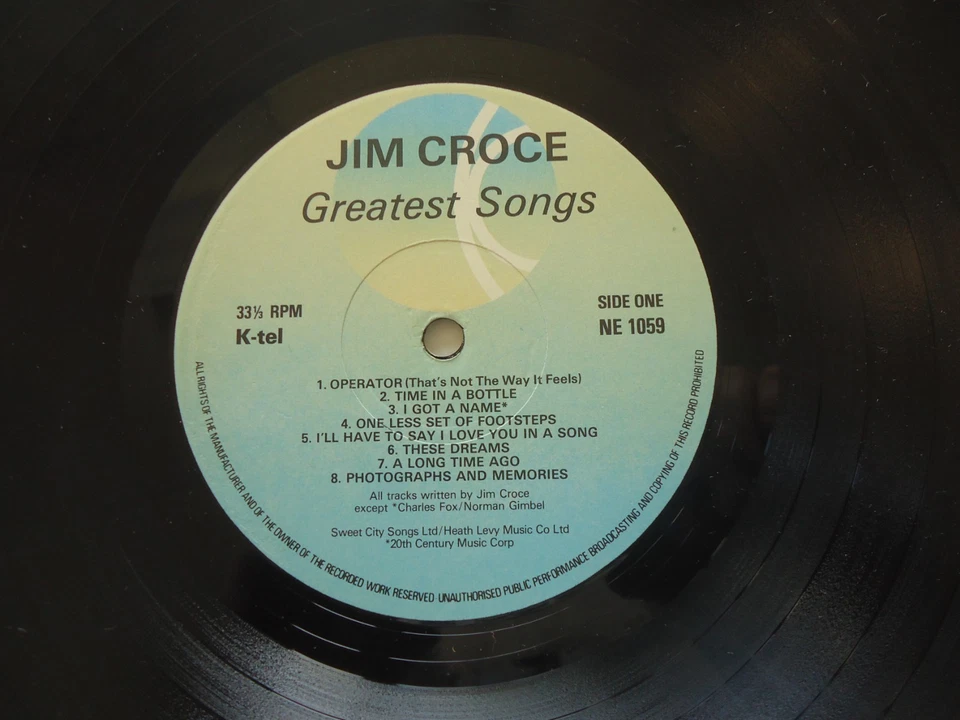 JIM CROCE
Greatest Songs
33⅓ RPM
K-tel
SIDE ONE
NE 1059
1. OPERATOR (That's Not The Way It Feels)
2. TIME IN A BOTTLE
3. I GOT A NAME*
4. ONE LESS SET OF FOOTSTEPS
5. I'LL HAVE TO SAY I LOVE YOU IN A SONG
6. THESE DREAMS
7. A LONG TIME AGO
8. PHOTOGRAPHS AND MEMORIES
All tracks written by Jim Croce
except *Charles Fox/Norman Gimbel
Sweet City Songs Ltd/Heath Levy Music Co Ltd
*20th Century Music Corp
ALL RIGHTS OF THE MANUFACTURER AND OF THE OWNER OF THE RECORDED WORK RESERVED UNAUTHORISED PUBLIC PERFORMANCE BROADCASTING AND COPYING OF THIS RECORD PROHIBITED